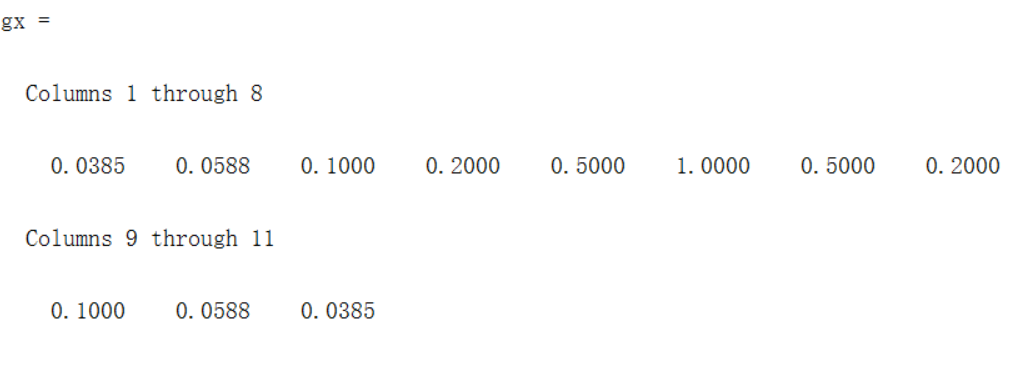 gx =
Columns 1 through 8
0.0385 0.0588 0.1000 0.2000 0.5000 1.0000 0.5000 0.2000
Columns 9 through 11
0.1000 0.0588 0.0385